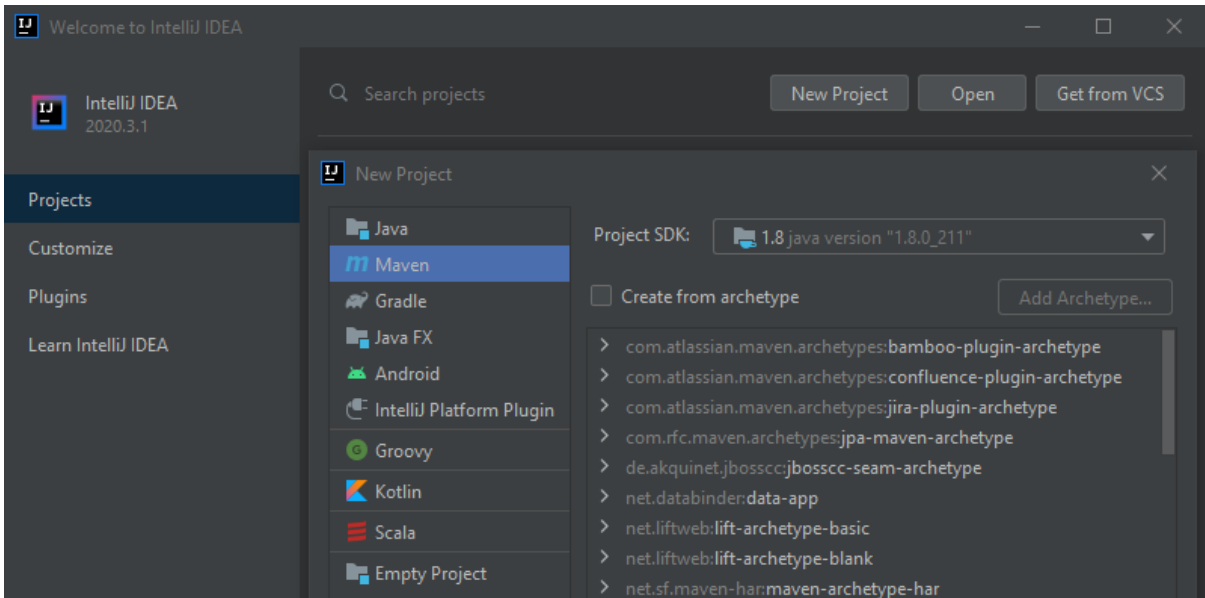 Welcome to IntelliJ IDEA
IntelliJ IDEA
2020.3.1
Projects
Customize
Plugins
Learn IntelliJ IDEA
Search projects
New Project
Open
Get from VCS
New Project
Java
Maven
Gradle
Java FX
Android
IntelliJ Platform Plugin
Groovy
Kotlin
Scala
Empty Project
Project SDK: 1.8 java version "1.8.0_211"
Create from archetype
Add Archetype...
com.atlassian.maven.archetypes:bamboo-plugin-archetype
com.atlassian.maven.archetypes:confluence-plugin-archetype
com.atlassian.maven.archetypes:jira-plugin-archetype
com.rfc.maven.archetypes:jpa-maven-archetype
de.akquinet.jbosscc:jbosscc-seam-archetype
net.databinder:data-app
net.liftweb:lift-archetype-basic
net.liftweb:lift-archetype-blank
net.sf.maven-har:maven-archetype-har